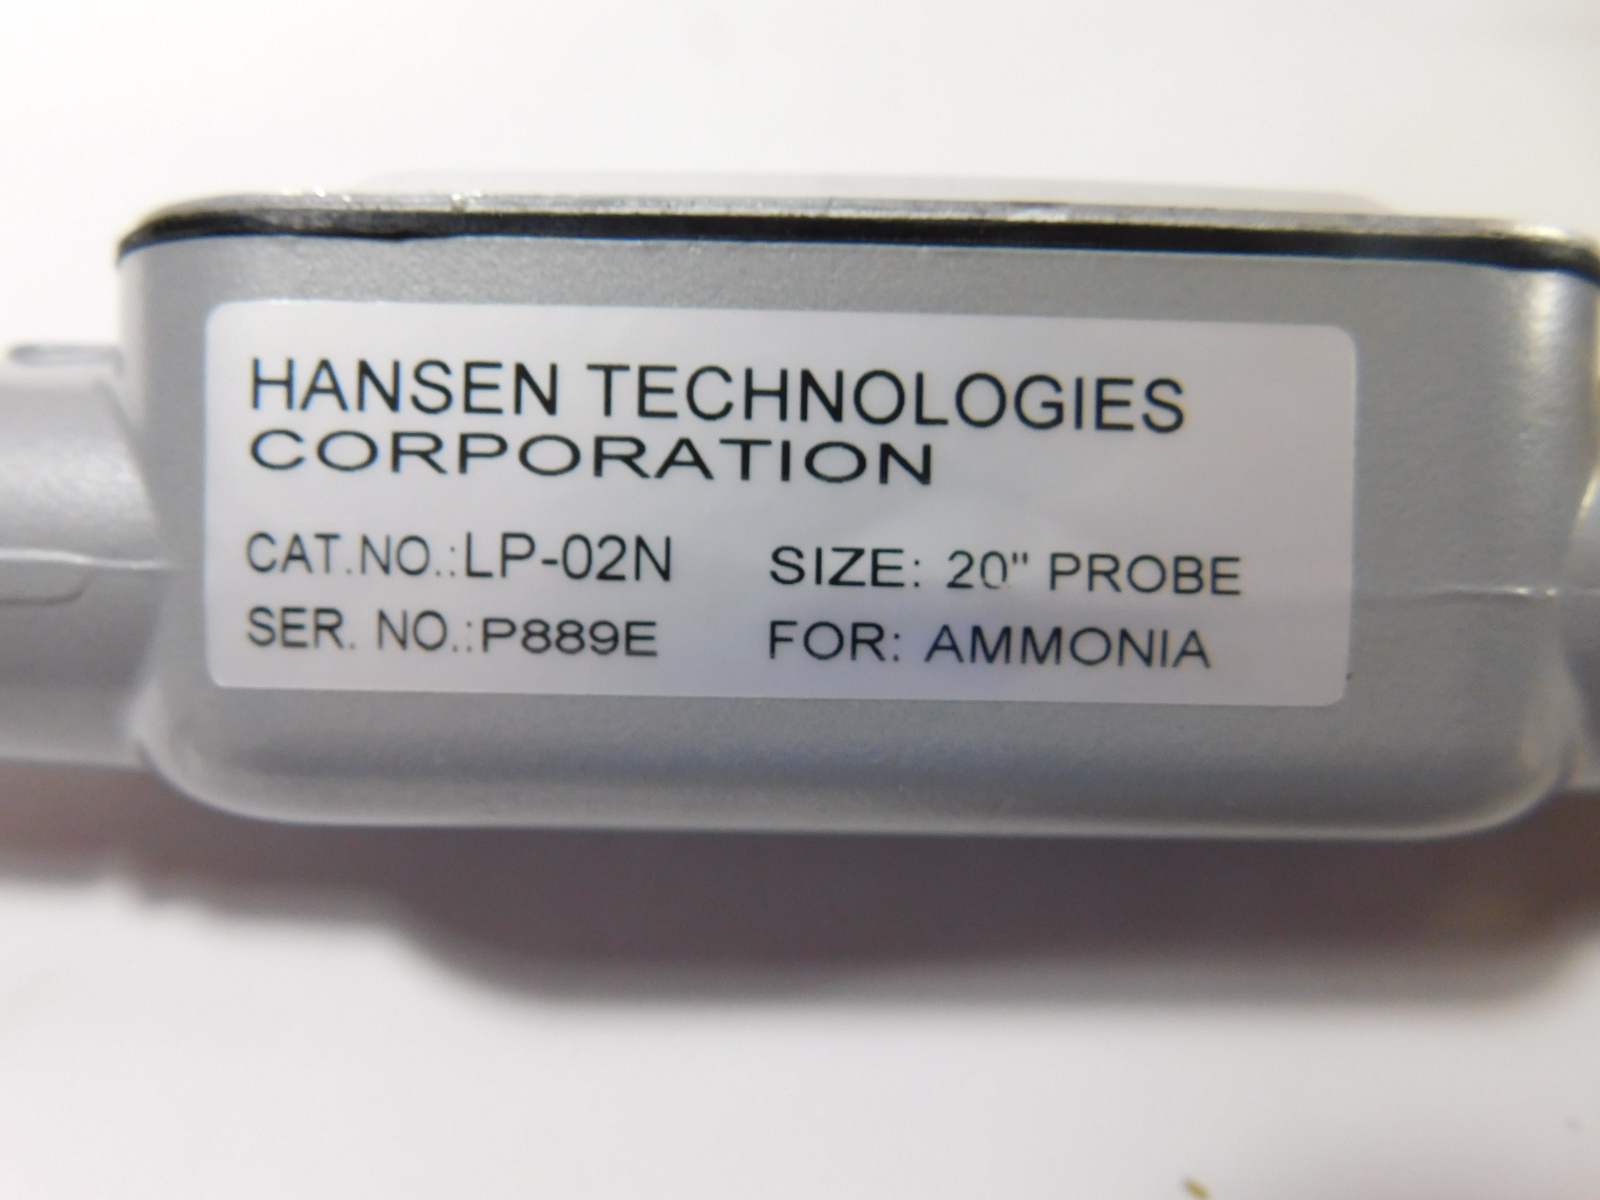 HANSEN TECHNOLOGIES
CORPORATION
CAT.NO.:LP-02N SIZE: 20" PROBE
SER. NO.:P889E FOR: AMMONIA